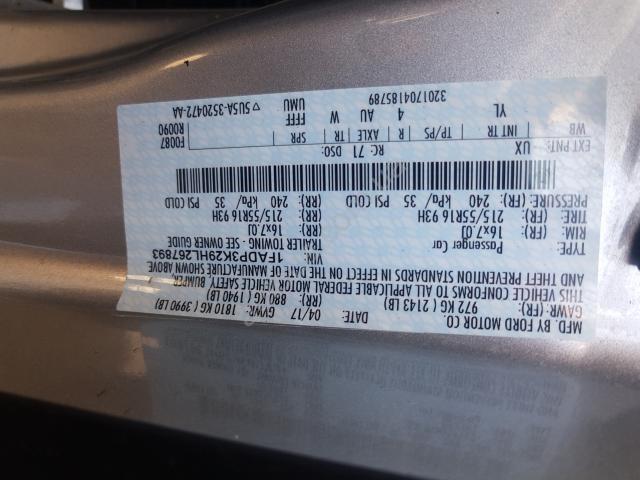 MFD. BY FORD MOTOR CO.
DATE: 04/17 GVWR: 1810 KG ( 3990 LB)
GAWR: (FR) 972 KG ( 2143 LB) (RR): 880 KG ( 1940 LB)
THIS VEHICLE CONFORMS TO ALL APPLICABLE FEDERAL MOTOR VEHICLE SAFETY, BUMPER,
AND THEFT PREVENTION STANDARDS IN EFFECT ON THE DATE OF MANUFACTURE SHOWN ABOVE.
VIN: 1FADP3K29HL267893
TYPE: Passenger Car TRAILER TOWING - SEE OWNER GUIDE
RIM: (FR): 16x7.0J (RR): 16x7.0J
TIRE: (FR): 215/55R16 93H (RR): 215/55R16 93H
PRESSURE: (FR): 240 kPa/ 35 PSI COLD (RR): 240 kPa/ 35 PSI COLD
EXT PNT: UX RC: 71 DSO: F0087
WB INT TR TP/PS R AXLE TR SPR R0090
YL 4 AU W FFFF UMU
3201704185789 5U5A-3S20472-AA